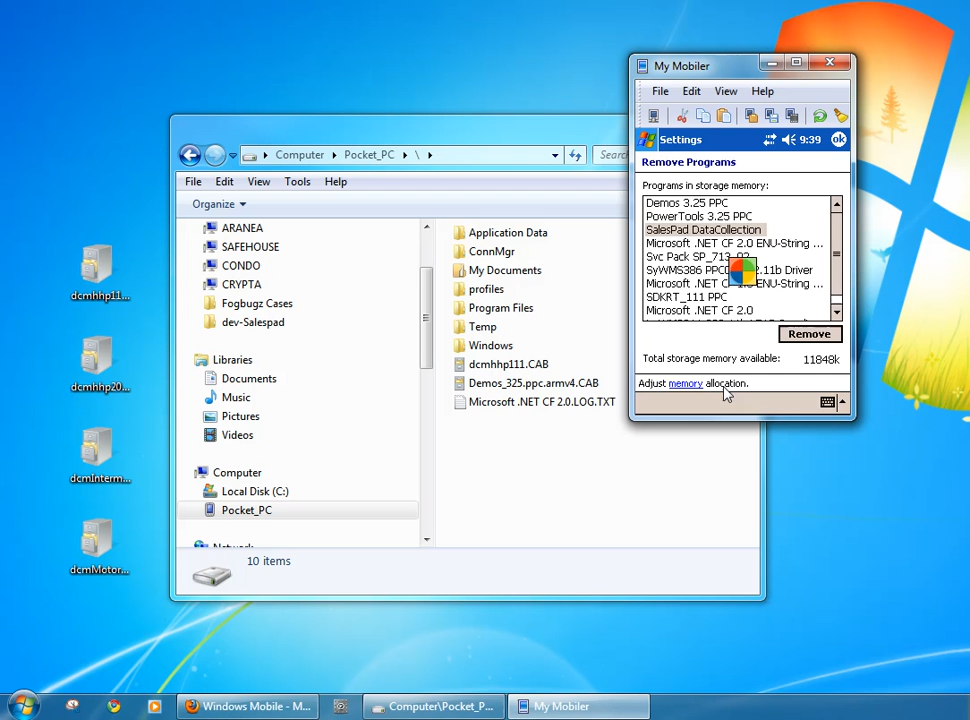 My Mobiler
File Edit View Help
Settings 9:39 ok
Remove Programs
Programs in storage memory:
Demos 3.25 PPC
PowerTools 3.25 PPC
SalesPad DataCollection
Microsoft .NET CF 2.0 ENU-String ...
Svc Pack SP_713_02
SyWMS386 PPC 2.11b Driver
Microsoft .NET CF ENU-String ...
SDKRT_111 PPC
Microsoft .NET CF 2.0
Remove
Total storage memory available: 11848k
Adjust memory allocation.
Computer Pocket_PC \
Search
File Edit View Tools Help
Organize
ARANEA
SAFEHOUSE
CONDO
CRYPTA
Fogbugz Cases
dev-Salespad
Libraries
Documents
Music
Pictures
Videos
Computer
Local Disk (C:)
Pocket_PC
Network
Application Data
ConnMgr
My Documents
profiles
Program Files
Temp
Windows
dcmhhp111.CAB
Demos_325.ppc.armv4.CAB
Microsoft .NET CF 2.0.LOG.TXT
10 items
dcmhhp11...
dcmhhp20...
dcmInterm...
dcmMotor...
Windows Mobile - M...
Computer\Pocket_P...
My Mobiler